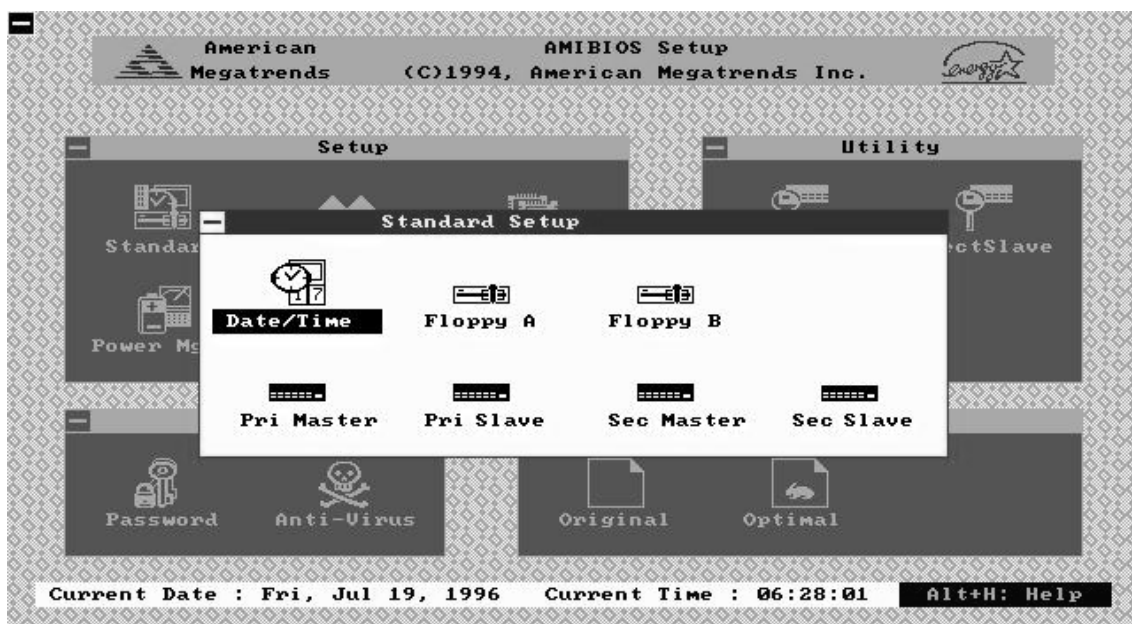 American
Megatrends
AMIBIOS Setup
(C)1994, American Megatrends Inc.
energy
Setup
Utility
Standard Setup
Date/Time
Floppy A
Floppy B
Pri Master
Pri Slave
Sec Master
Sec Slave
Password
Anti-Virus
Original
Optimal
Current Date : Fri, Jul 19, 1996
Current Time : 06:28:01
Alt+H: Help